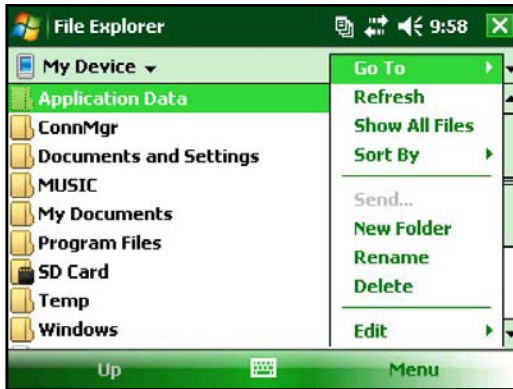 File Explorer 9:58
My Device
Application Data
ConnMgr
Documents and Settings
MUSIC
My Documents
Program Files
SD Card
Temp
Windows
Go To
Refresh
Show All Files
Sort By
Send...
New Folder
Rename
Delete
Edit
Up Menu